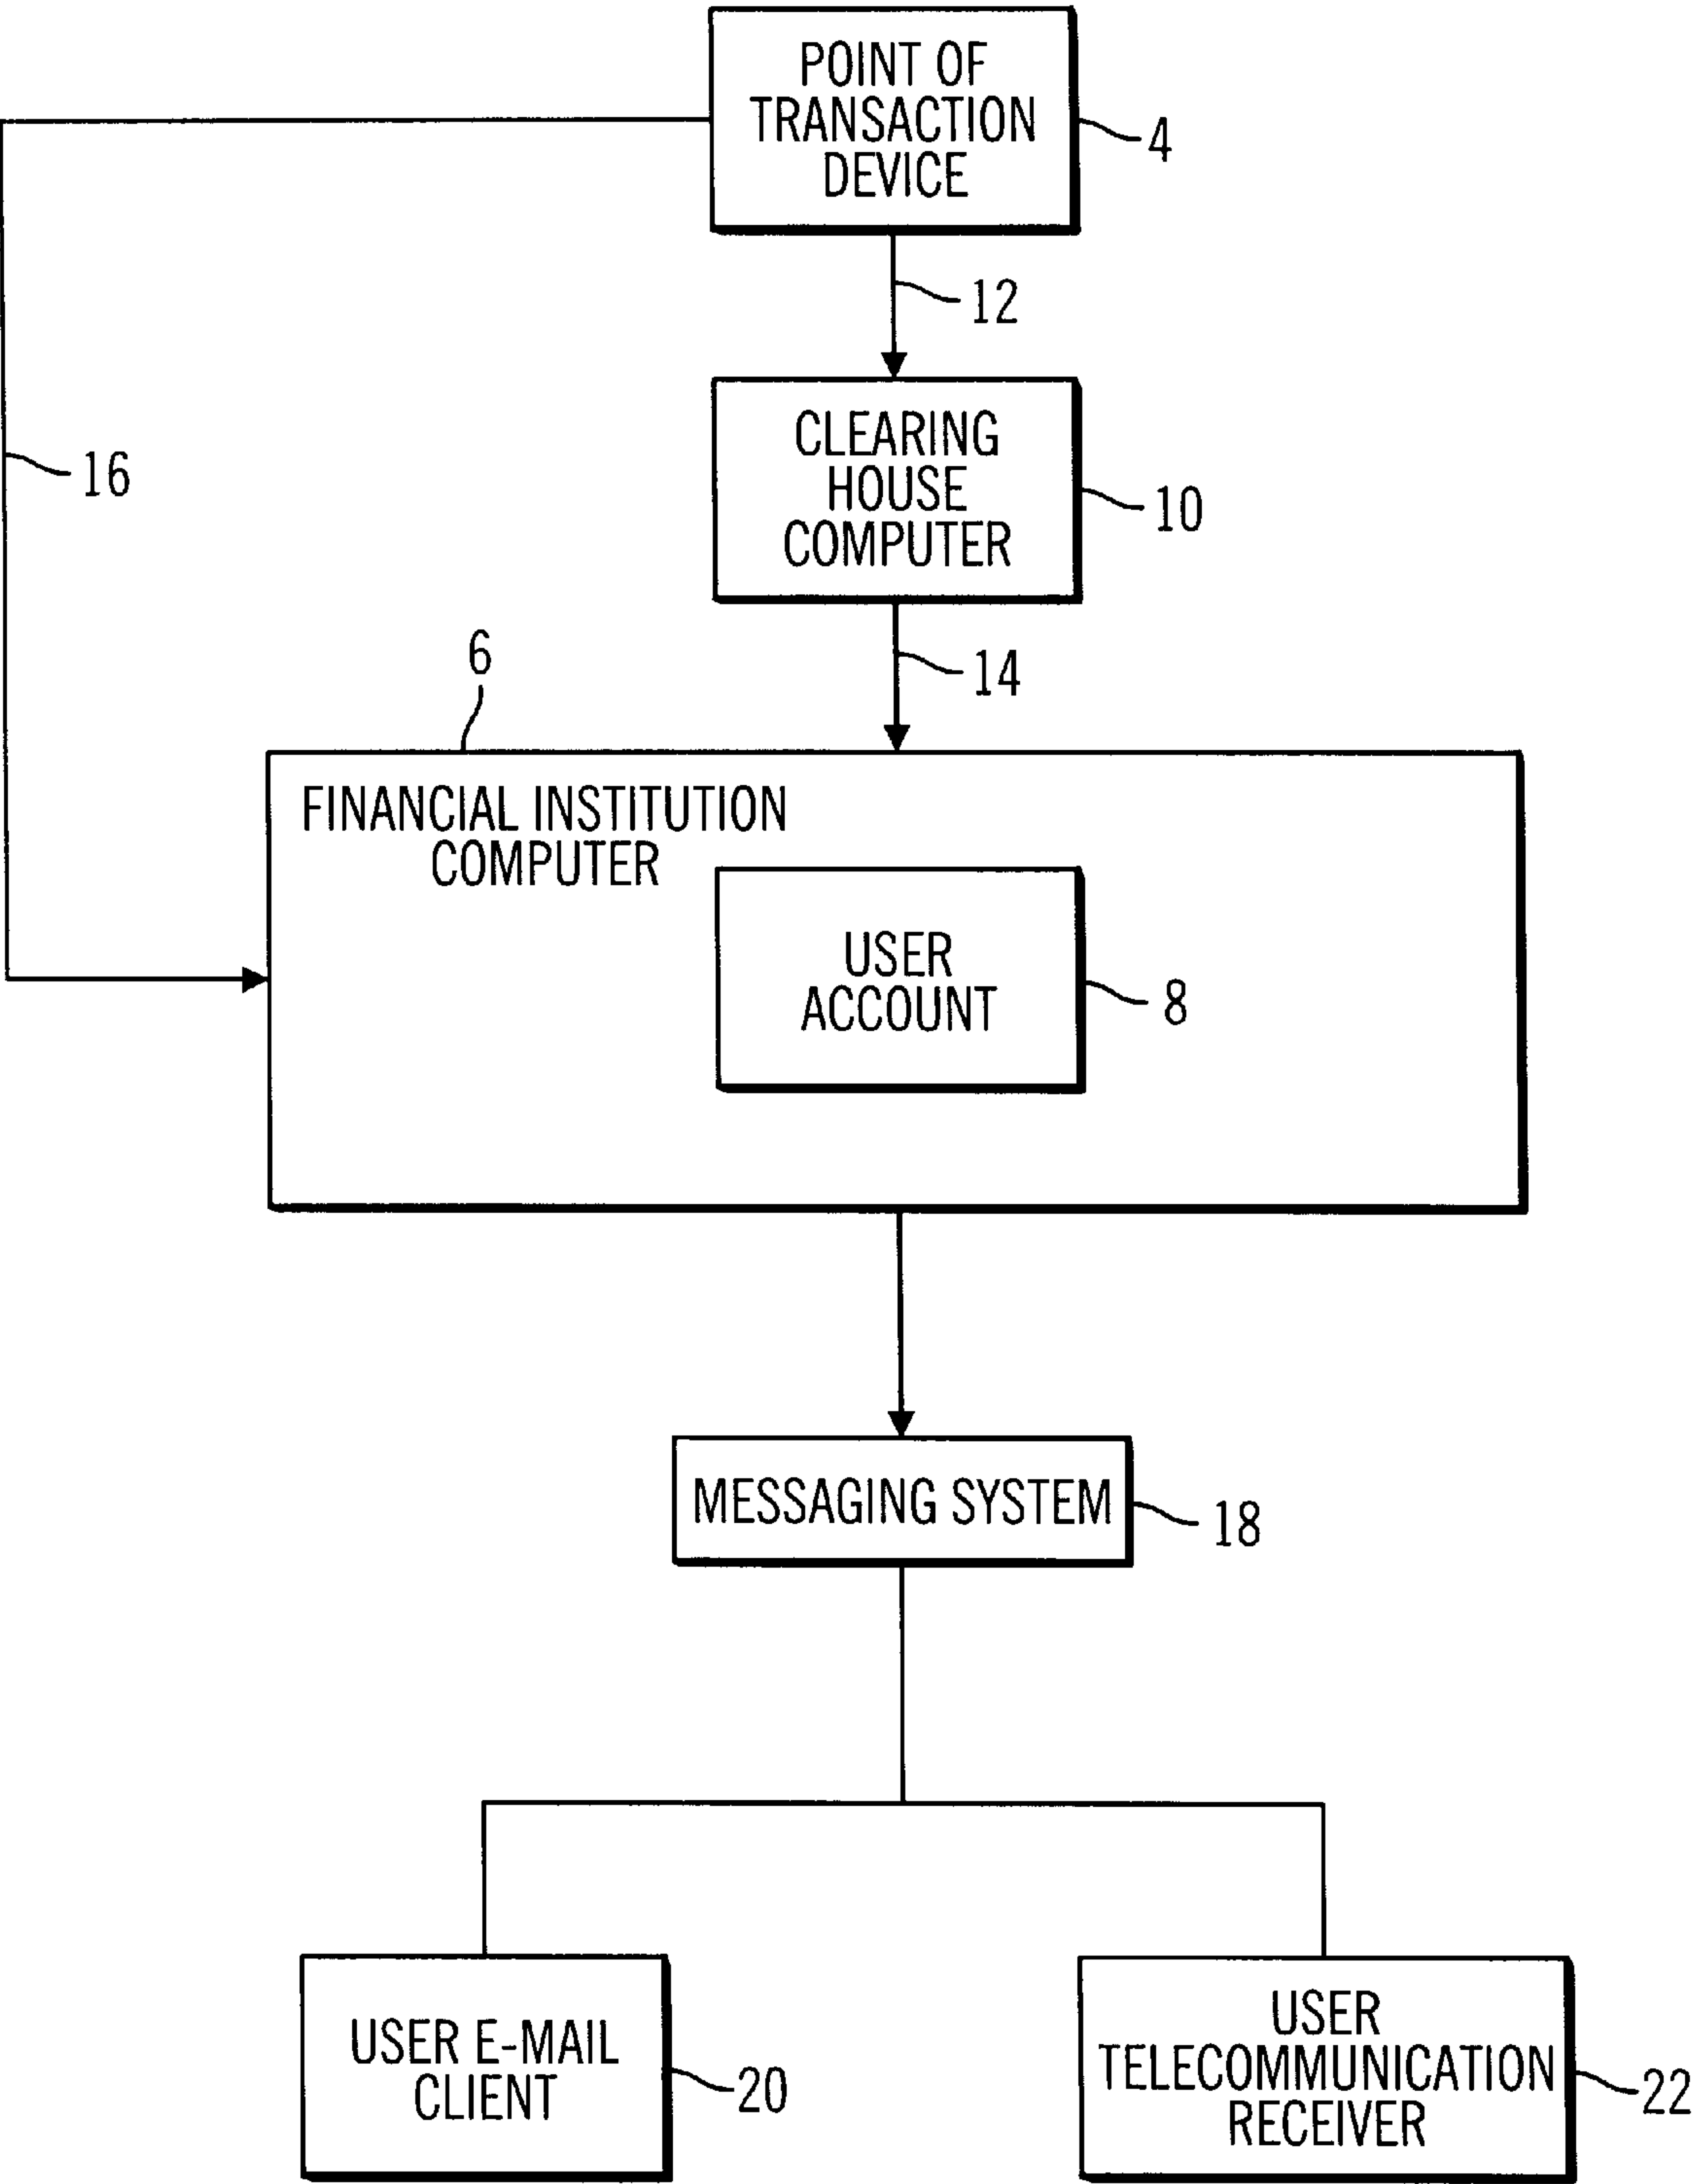 POINT OF
TRANSACTION
DEVICE
4
12
CLEARING
HOUSE
COMPUTER
10
16
14
6
FINANCIAL INSTITUTION
COMPUTER
USER
ACCOUNT
8
MESSAGING SYSTEM
18
USER E-MAIL
CLIENT
20
USER
TELECOMMUNICATION
RECEIVER
22